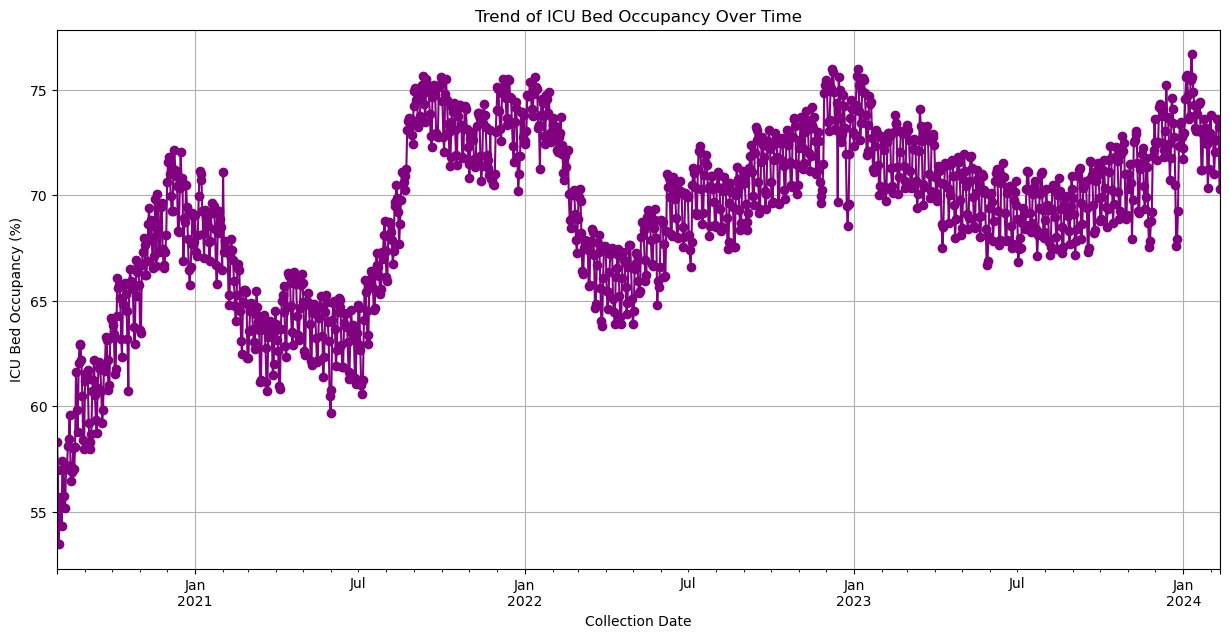 Trend of ICU Bed Occupancy Over Time
ICU Bed Occupancy (%)
75
70
65
60
55
Jan
2021
Jul
Jan
2022
Jul
Jan
2023
Jul
Jan
2024
Collection Date